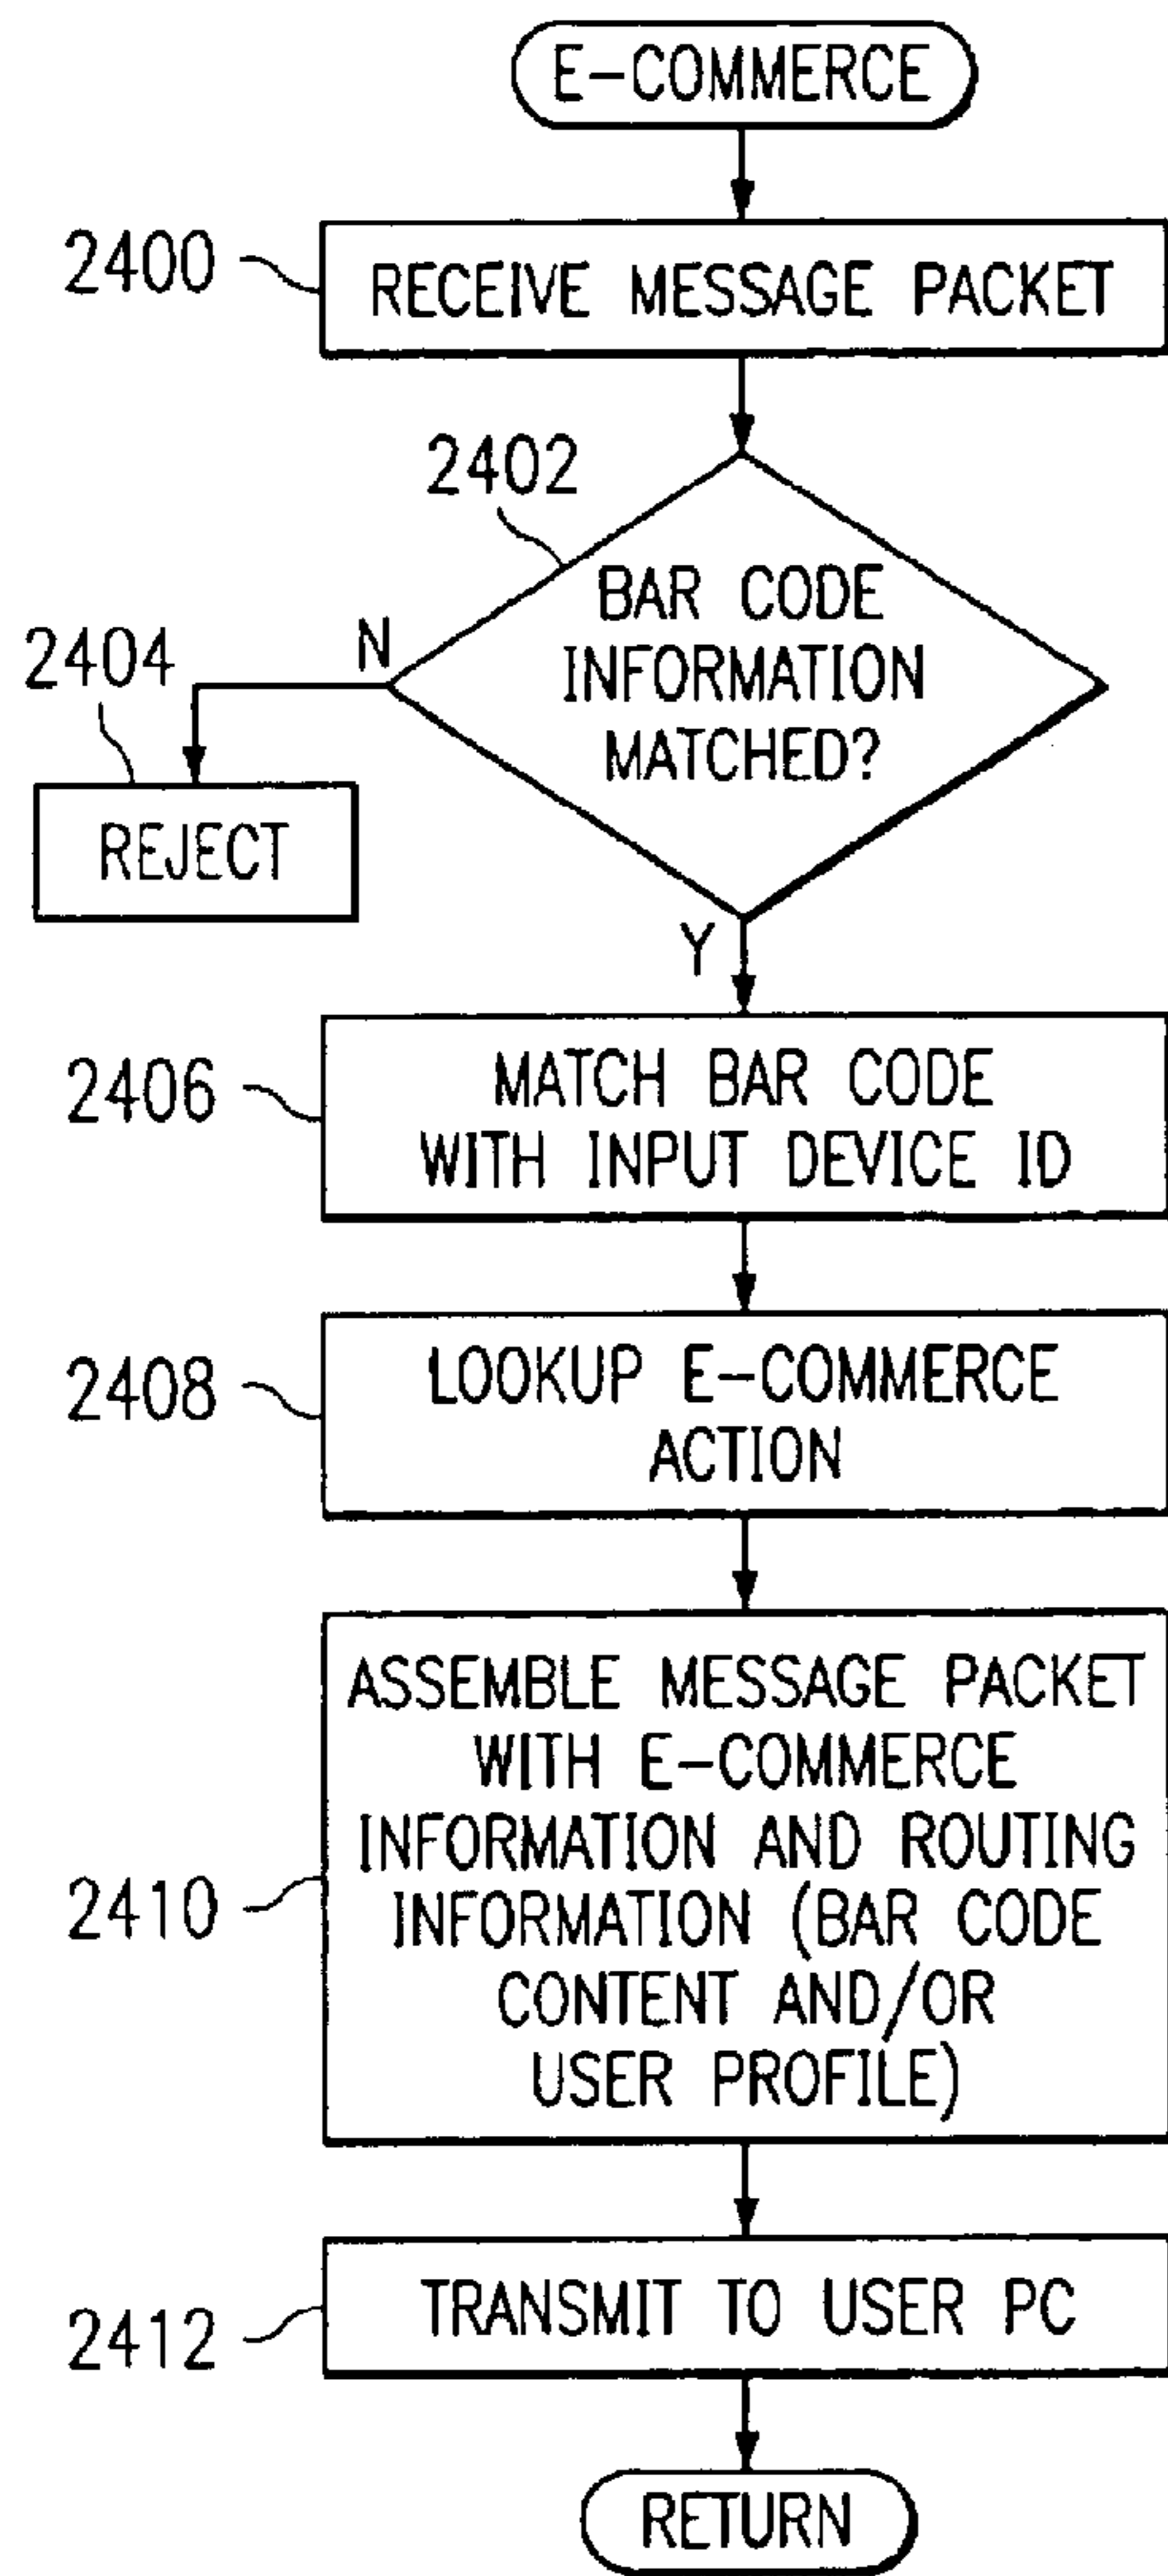 E-COMMERCE
2400
RECEIVE MESSAGE PACKET
2402
BAR CODE
INFORMATION
MATCHED?
N
2404
REJECT
Y
2406
MATCH BAR CODE
WITH INPUT DEVICE ID
2408
LOOKUP E-COMMERCE
ACTION
2410
ASSEMBLE MESSAGE PACKET
WITH E-COMMERCE
INFORMATION AND ROUTING
INFORMATION (BAR CODE
CONTENT AND/OR
USER PROFILE)
2412
TRANSMIT TO USER PC
RETURN